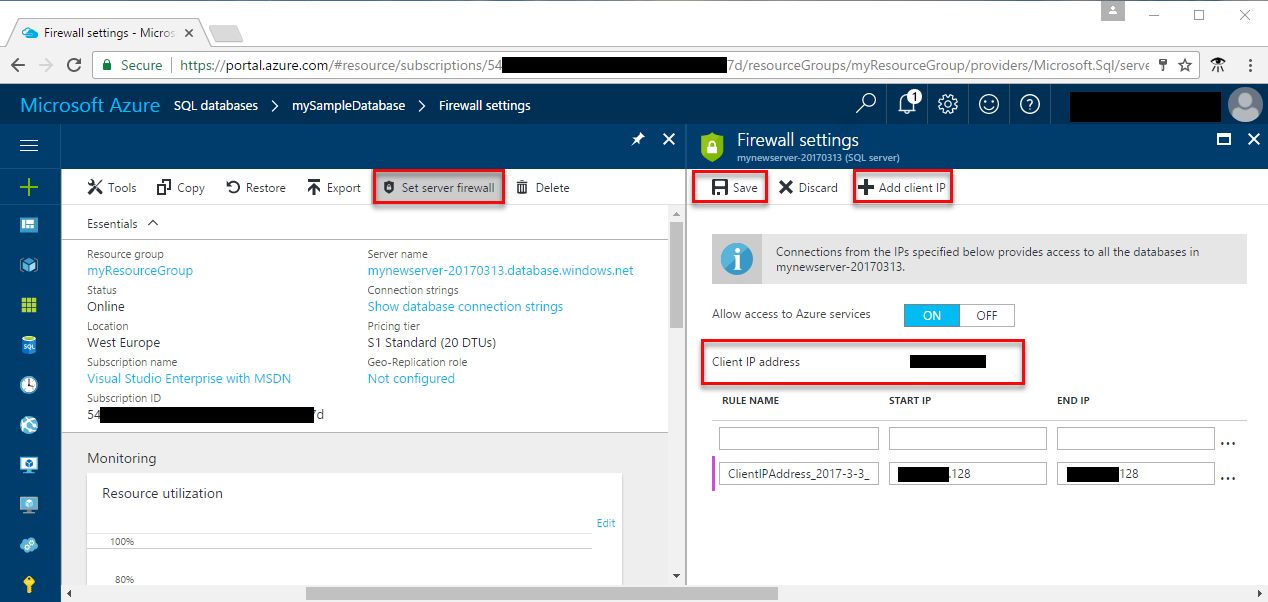 Firewall settings - Micros
Secure
https://portal.azure.com/#resource/subscriptions/54
7d/resourceGroups/myResourceGroup/providers/Microsoft.Sql/serve
Microsoft Azure SQL databases > mySampleDatabase > Firewall settings
1
Tools Copy Restore Export Set server firewall Delete
Essentials
Resource group
myResourceGroup
Status
Online
Location
West Europe
Subscription name
Visual Studio Enterprise with MSDN
Subscription ID
54 7d
Server name
mynewserver-20170313.database.windows.net
Connection strings
Show database connection strings
Pricing tier
S1 Standard (20 DTUs)
Geo-Replication role
Not configured
Monitoring
Resource utilization
Edit
100%
80%
Firewall settings
mynewserver-20170313 (SQL server)
Save Discard Add client IP
Connections from the IPs specified below provides access to all the databases in
mynewserver-20170313.
Allow access to Azure services ON OFF
Client IP address
RULE NAME START IP END IP
...
ClientIPAddress_2017-3-3_ .128 128 ...
SQL